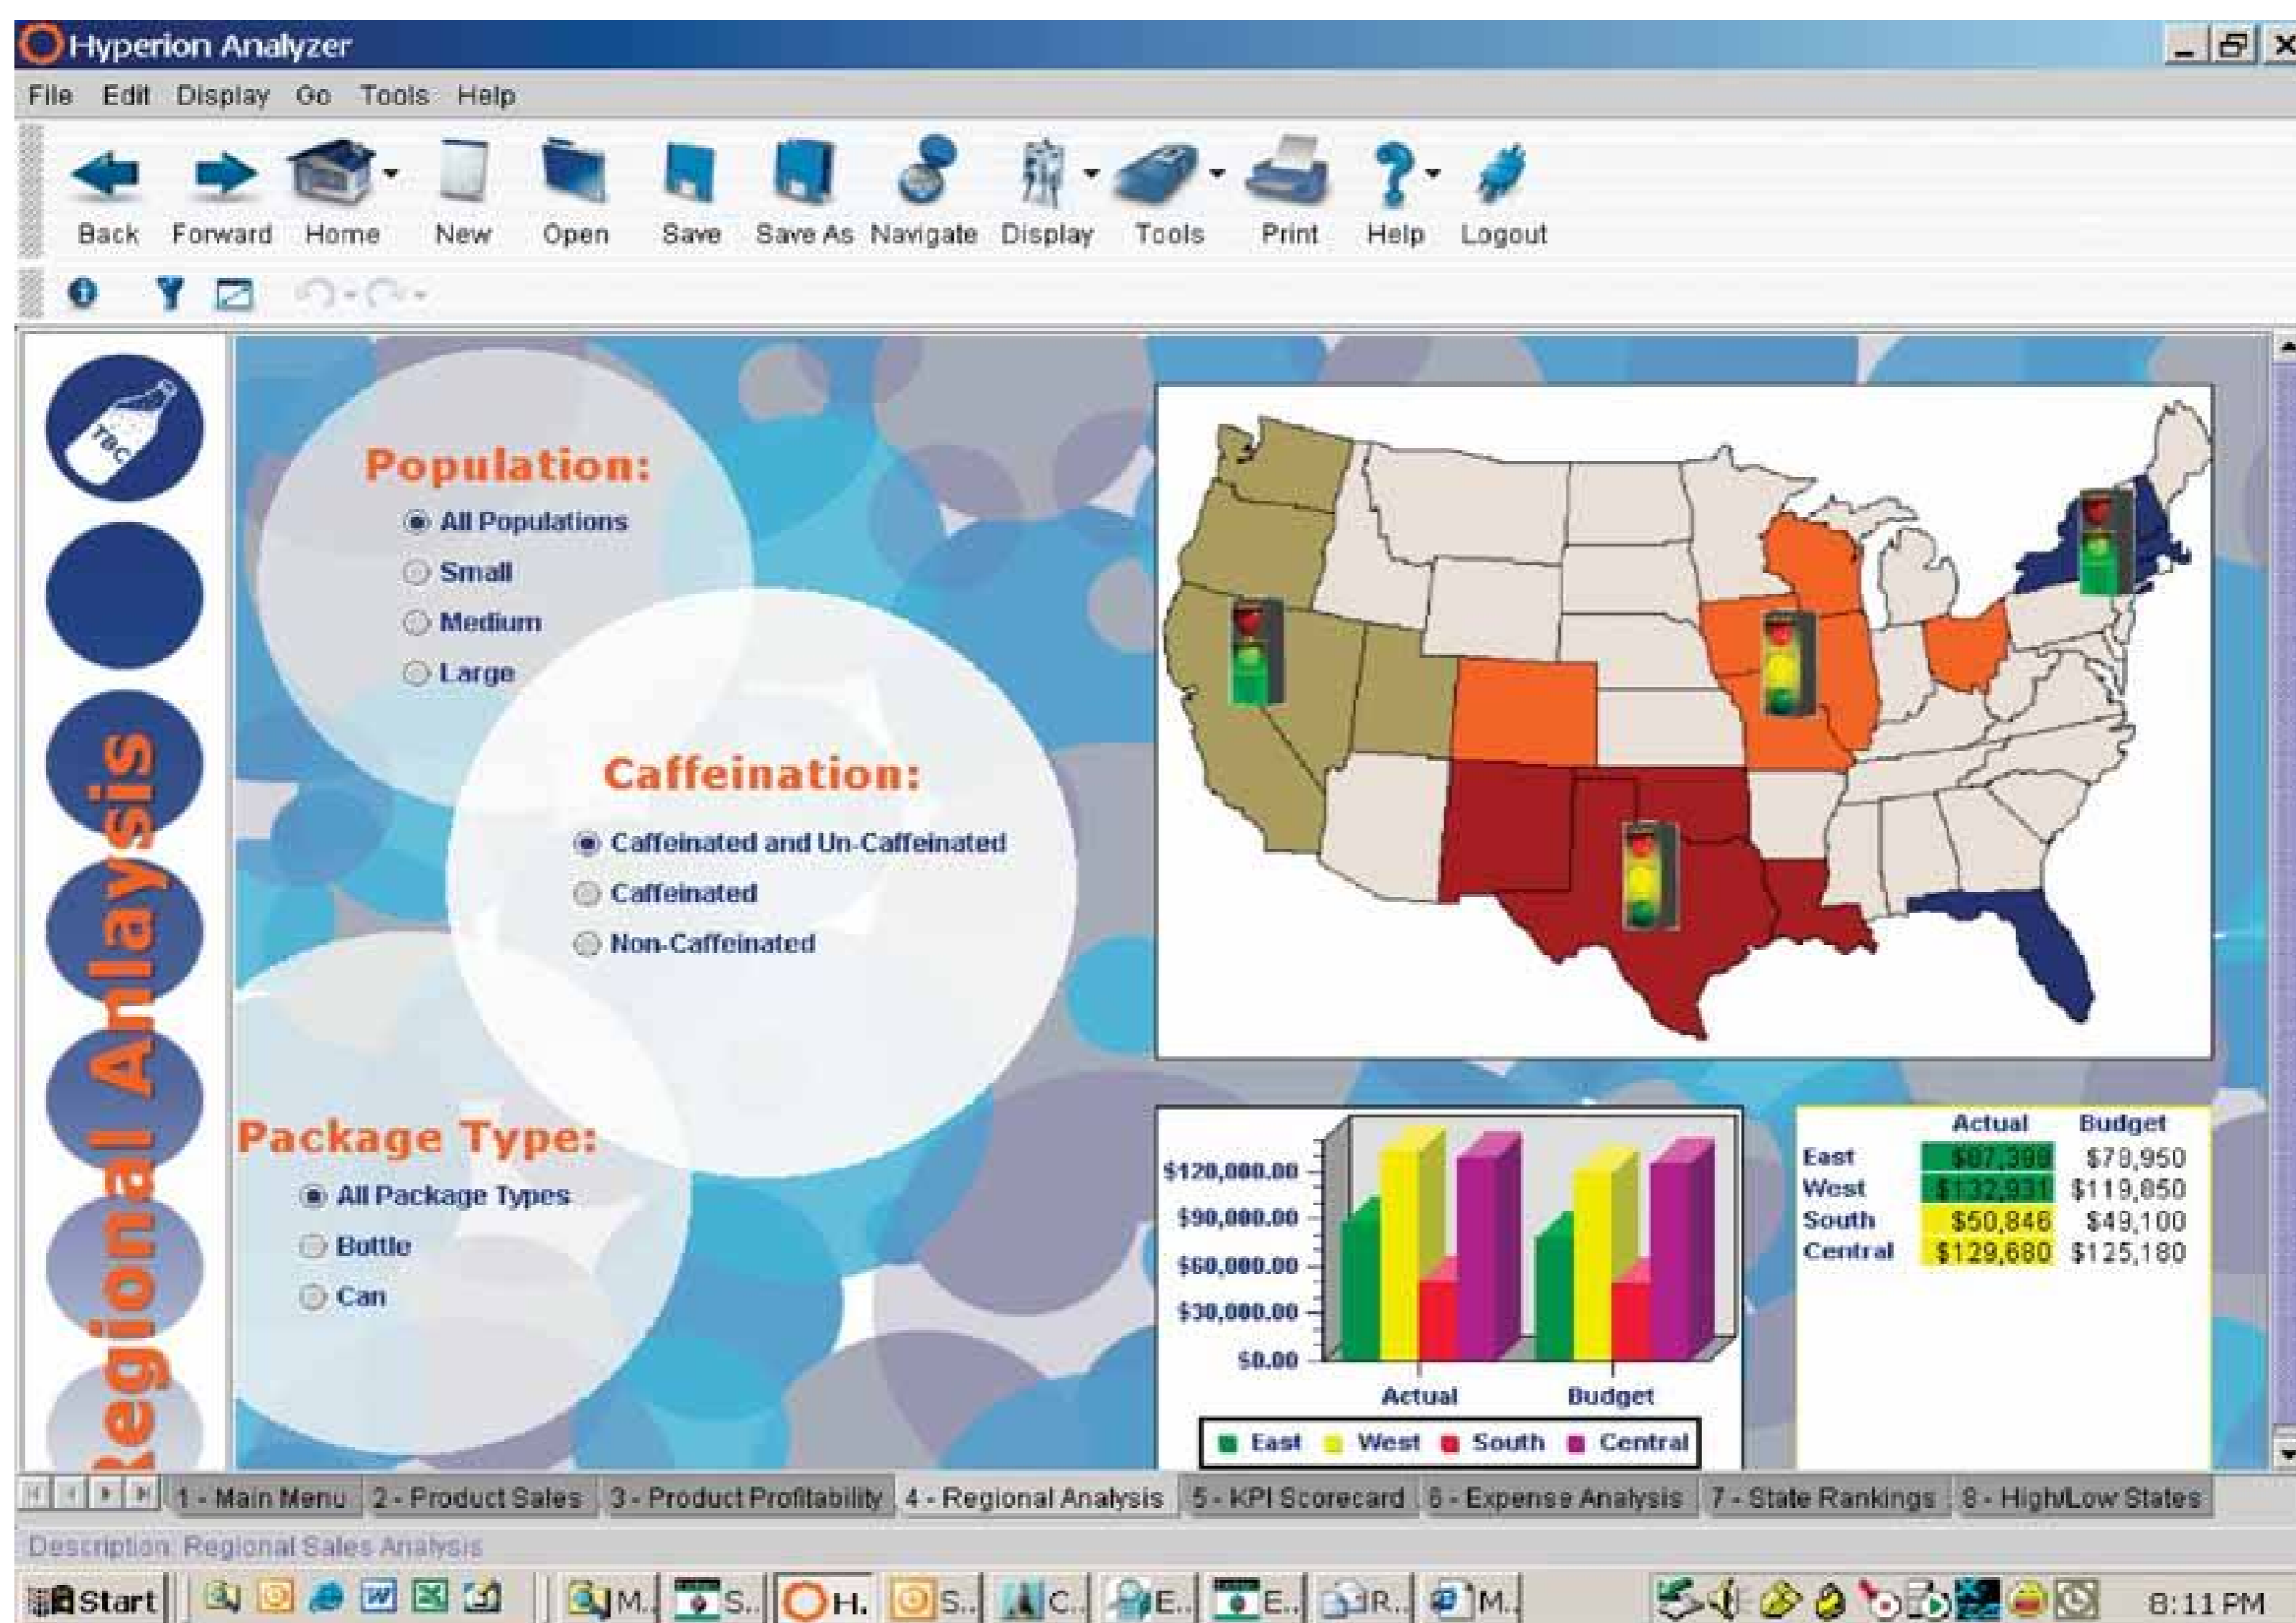 Hyperion Analyzer
File Edit Display Go Tools Help
Back Forward Home New Open Save Save As Navigate Display Tools Print Help Logout
TBC
Regional Anlaysis
Population:
All Populations
Small
Medium
Large
Caffeination:
Caffeinated and Un-Caffeinated
Caffeinated
Non-Caffeinated
Package Type:
All Package Types
Bottle
Can
$120,000.00
$90,000.00
$60,000.00
$30,000.00
$0.00
Actual Budget
East West South Central
Actual Budget
East $87,398 $78,950
West $132,931 $119,850
South $50,846 $49,100
Central $129,680 $125,180
1 - Main Menu 2 - Product Sales 3 - Product Profitability 4 - Regional Analysis 5 - KPI Scorecard 6 - Expense Analysis 7 - State Rankings 8 - High/Low States
Description: Regional Sales Analysis
Start M.. S.. H. S.. C.. E.. E.. R.. M.. 8:11 PM